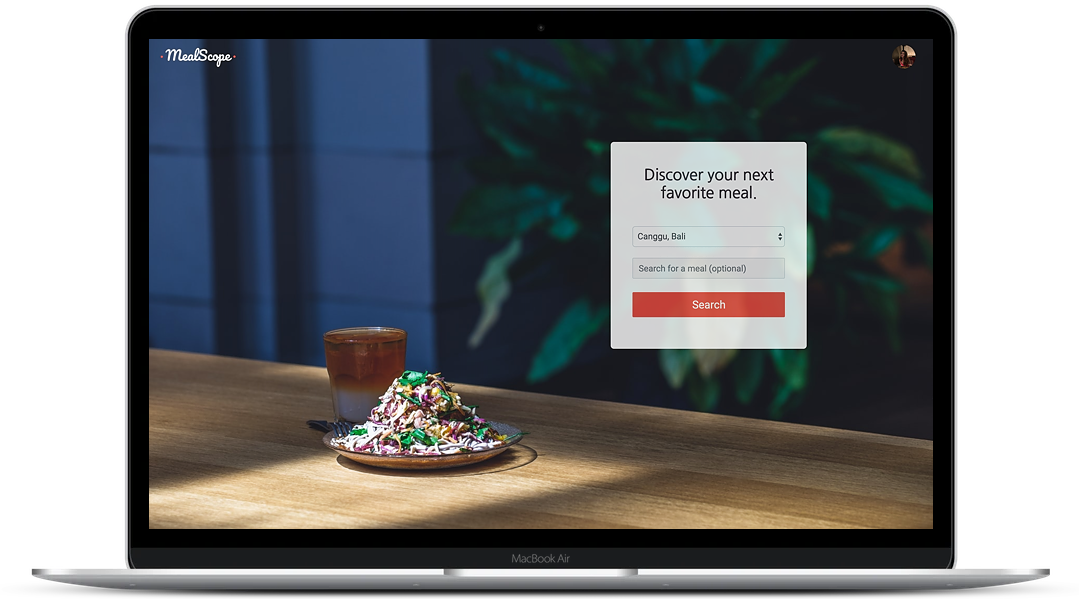 MealScope
Discover your next
favorite meal.
Canggu, Bali
Search for a meal (optional)
Search
MacBook Air